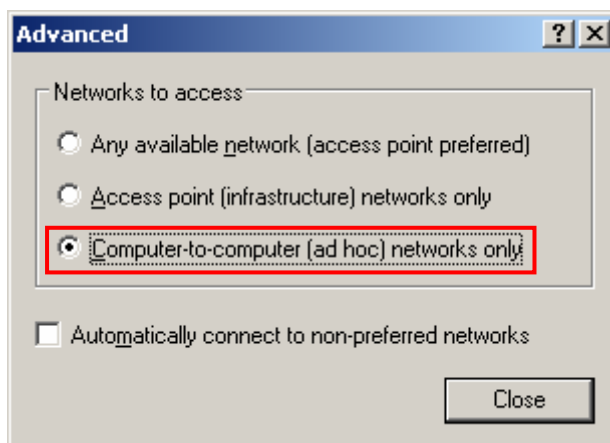 Advanced
Networks to access
Any available network (access point preferred)
Access point (infrastructure) networks only
Computer-to-computer (ad hoc) networks only
Automatically connect to non-preferred networks
Close